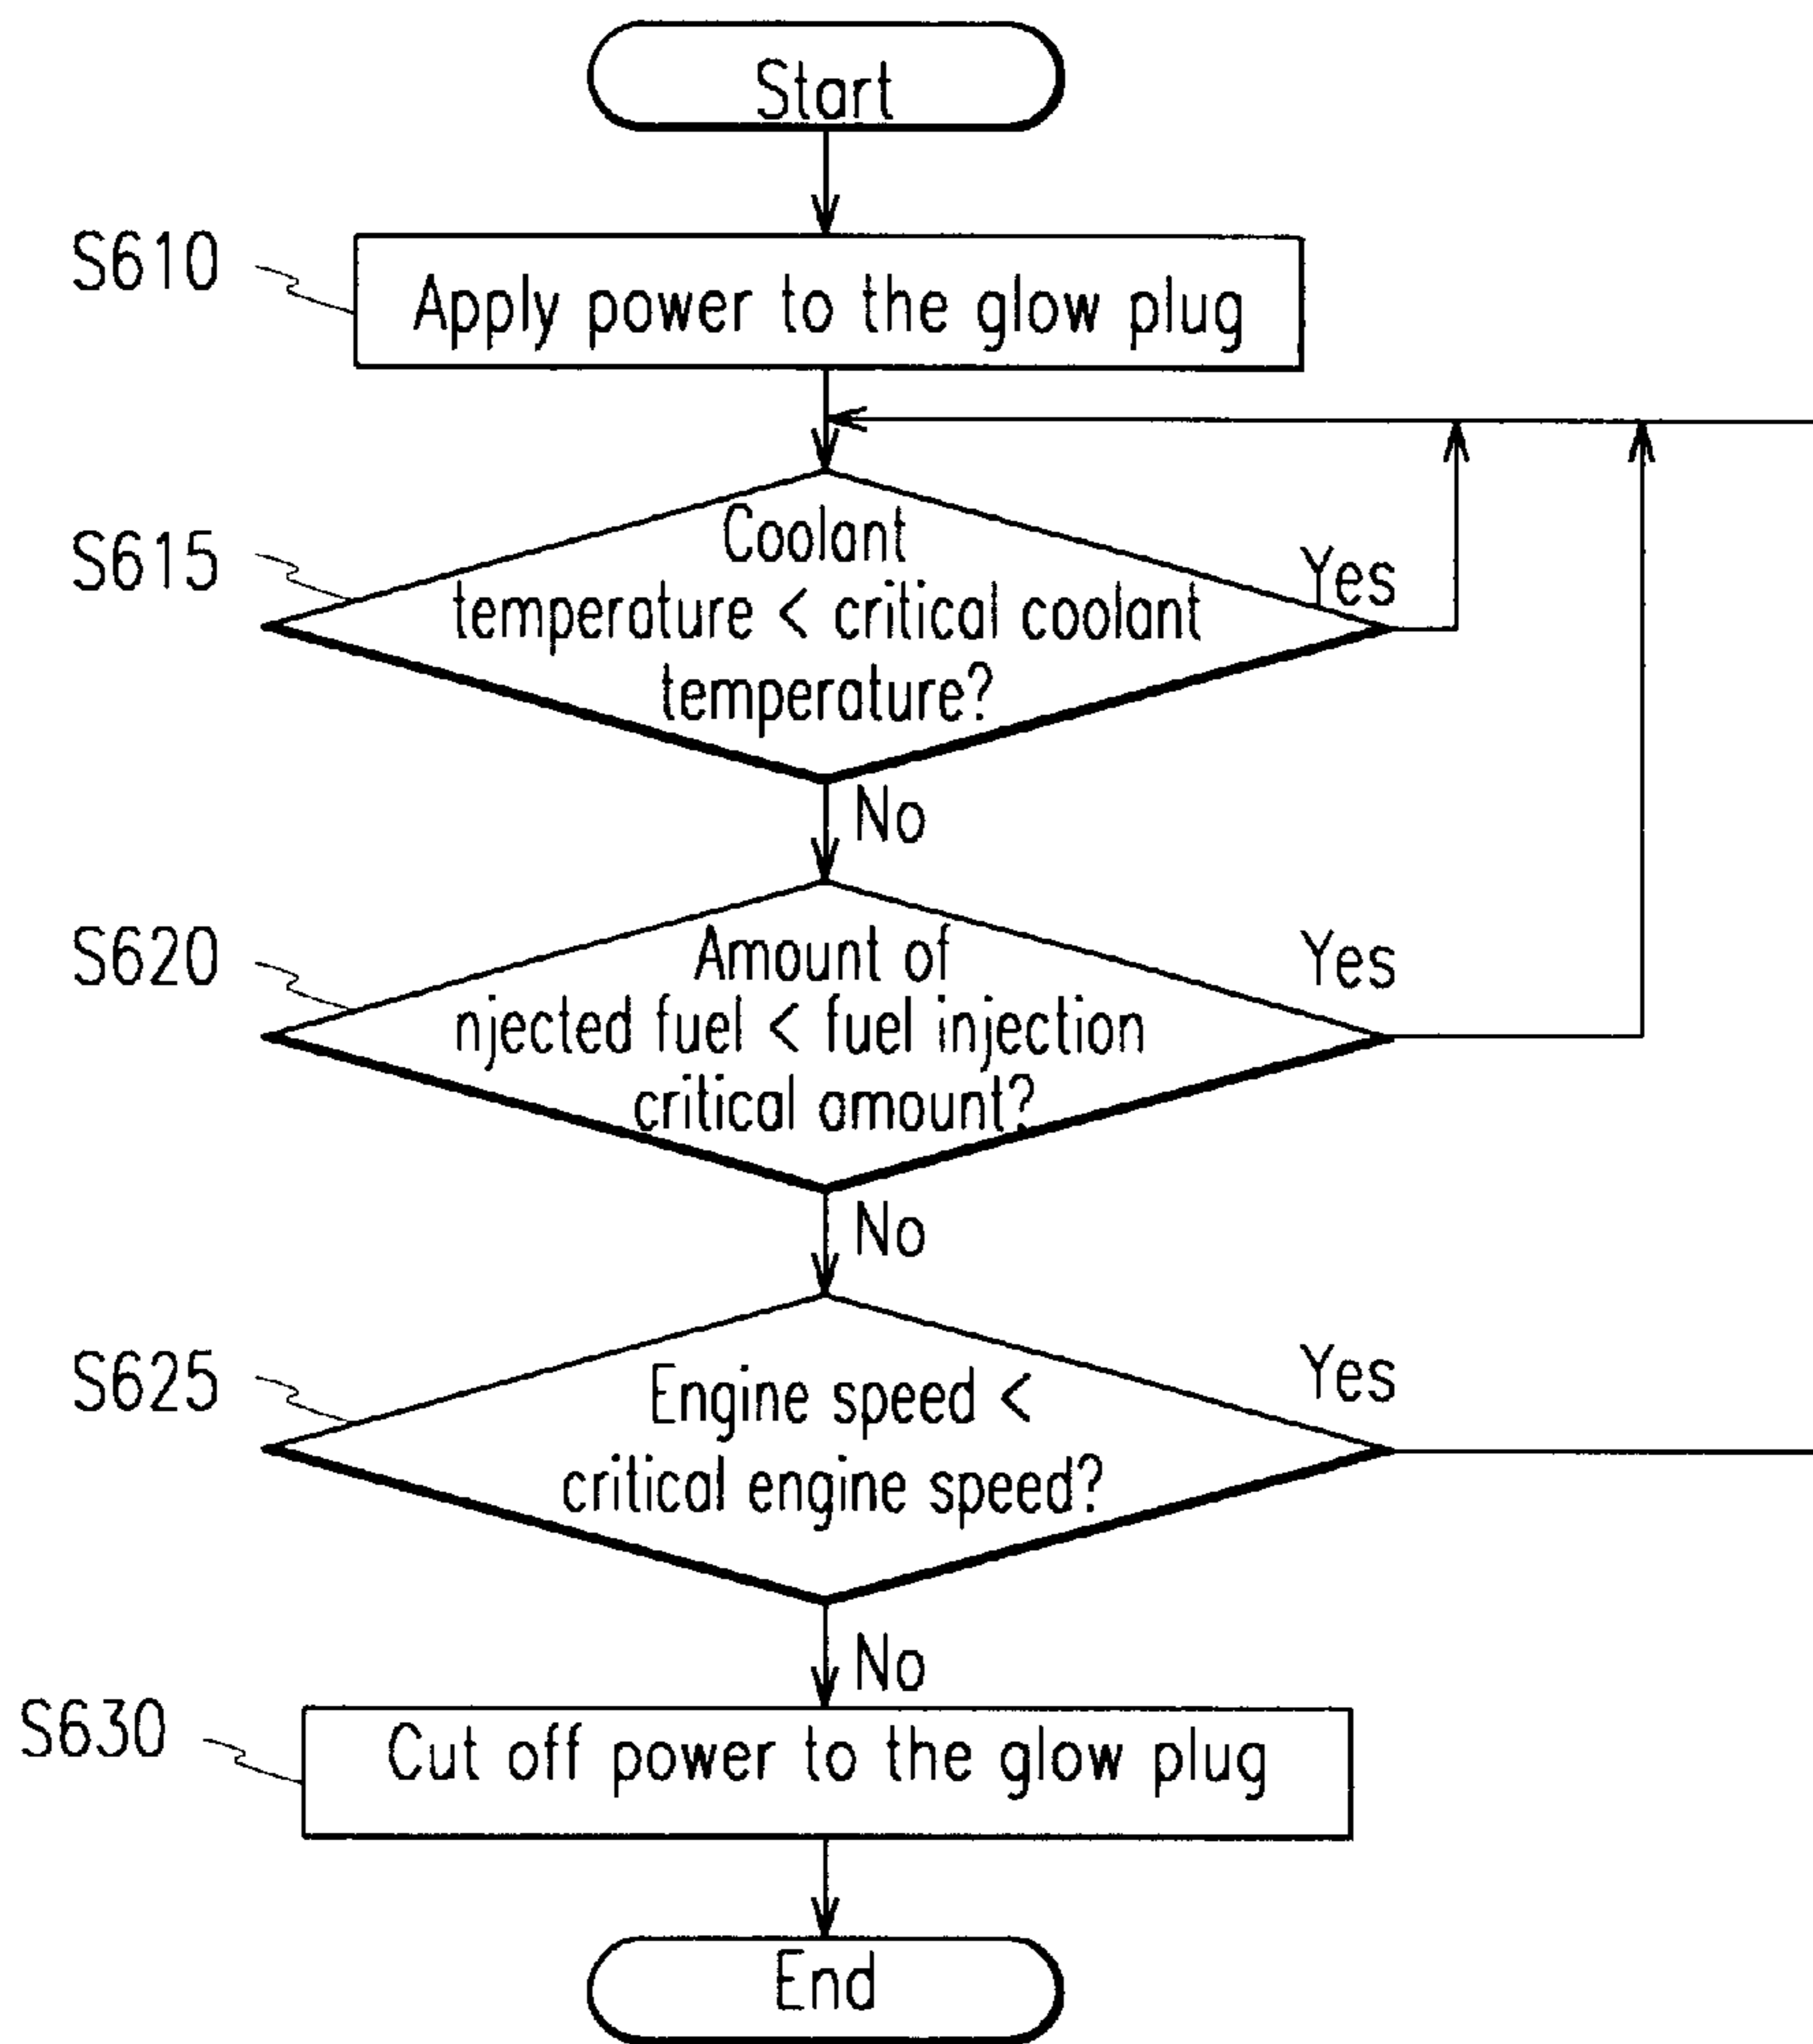 Start
S610
Apply power to the glow plug
S615
Coolant
temperature < critical coolant
temperature?
Yes
No
S620
Amount of
njected fuel < fuel injection
critical amount?
Yes
No
S625
Engine speed <
critical engine speed?
Yes
No
S630
Cut off power to the glow plug
End